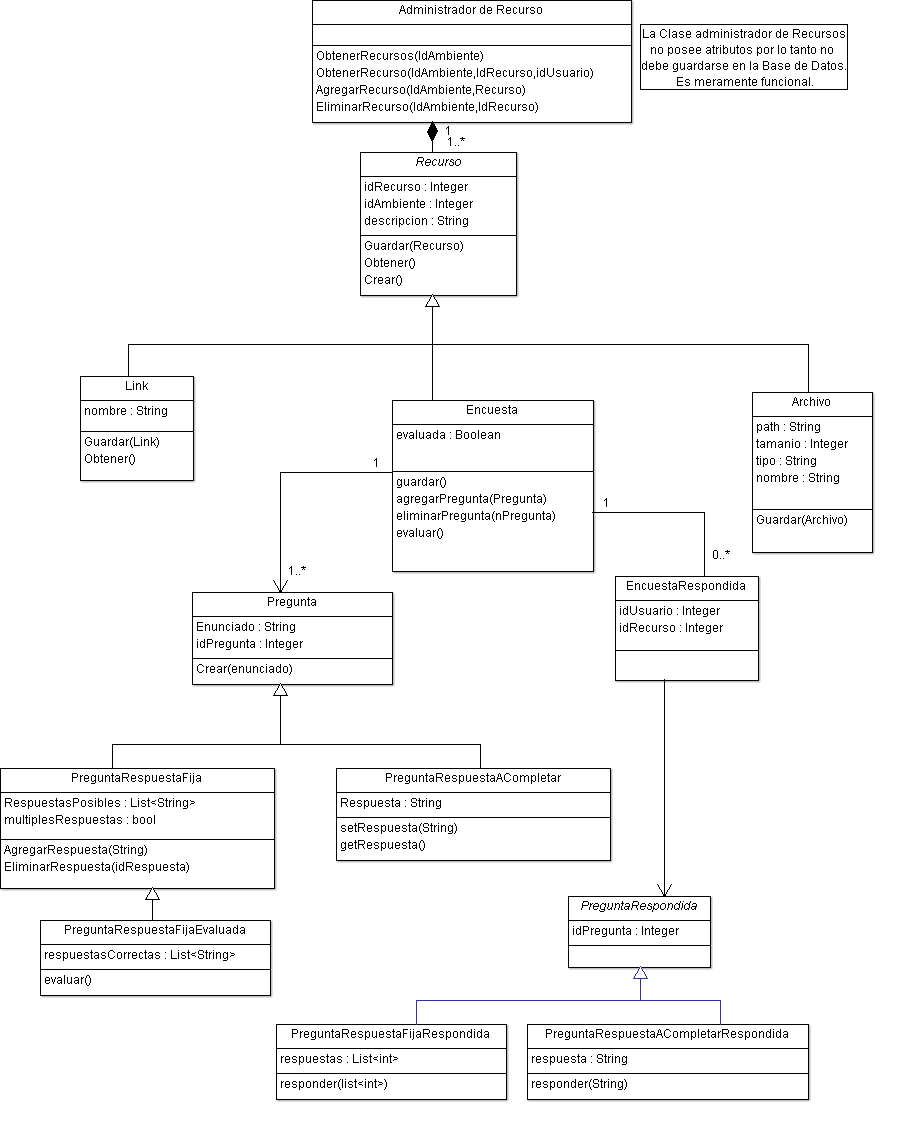 Administrador de Recurso
ObtenerRecursos(IdAmbiente)
ObtenerRecurso(IdAmbiente,IdRecurso,idUsuario)
AgregarRecurso(IdAmbiente,Recurso)
EliminarRecurso(IdAmbiente,IdRecurso)
La Clase administrador de Recursos
no posee atributos por lo tanto no
debe guardarse en la Base de Datos.
Es meramente funcional.
1
1..*
Recurso
idRecurso : Integer
idAmbiente : Integer
descripcion : String
Guardar(Recurso)
Obtener()
Crear()
Link
nombre : String
Guardar(Link)
Obtener()
Encuesta
evaluada : Boolean
guardar()
agregarPregunta(Pregunta)
eliminarPregunta(nPregunta)
evaluar()
Archivo
path : String
tamanio : Integer
tipo : String
nombre : String
Guardar(Archivo)
1
1..*
1
0..*
Pregunta
Enunciado : String
idPregunta : Integer
Crear(enunciado)
EncuestaRespondida
idUsuario : Integer
idRecurso : Integer
PreguntaRespuestaFija
RespuestasPosibles : List<String>
multiplesRespuestas : bool
AgregarRespuesta(String)
EliminarRespuesta(idRespuesta)
PreguntaRespuestaACompletar
Respuesta : String
setRespuesta(String)
getRespuesta()
PreguntaRespuestaFijaEvaluada
respuestasCorrectas : List<String>
evaluar()
PreguntaRespondida
idPregunta : Integer
PreguntaRespuestaFijaRespondida
respuestas : List<int>
responder(list<int>)
PreguntaRespuestaACompletarRespondida
respuesta : String
responder(String)